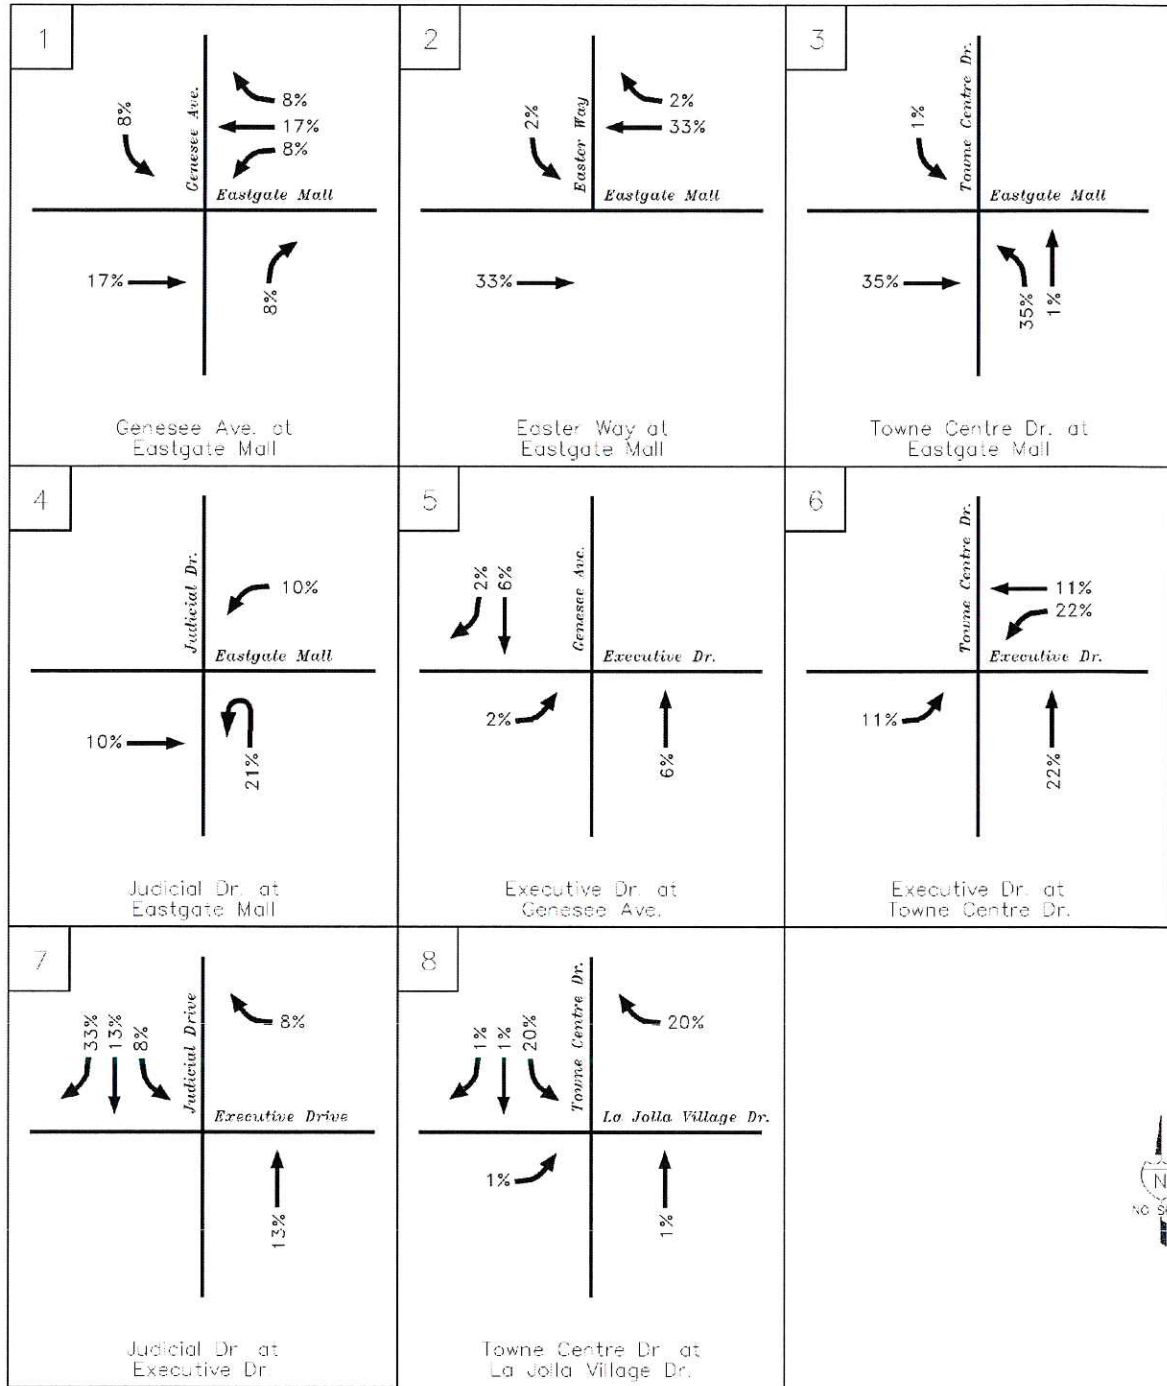 1
8%
Genesee Ave.
8%
17%
8%
Eastgate Mall
17%
8%
Genesee Ave. at
Eastgate Mall
2
2%
Easter Way
2%
33%
Eastgate Mall
33%
Easter Way at
Eastgate Mall
3
1%
Towne Centre Dr.
Eastgate Mall
35%
35%
1%
Towne Centre Dr. at
Eastgate Mall
4
Judicial Dr.
10%
Eastgate Mall
10%
21%
Judicial Dr. at
Eastgate Mall
5
2%
6%
Genesee Ave.
Executive Dr.
2%
6%
Executive Dr. at
Genesee Ave.
6
Towne Centre Dr.
11%
22%
Executive Dr.
11%
22%
Executive Dr. at
Towne Centre Dr.
7
33%
13%
8%
Judicial Drive
8%
Executive Drive
13%
Judicial Dr. at
Executive Dr.
8
1%
1%
20%
Towne Centre Dr.
20%
La Jolla Village Dr.
1%
1%
Towne Centre Dr. at
La Jolla Village Dr.
N
NO